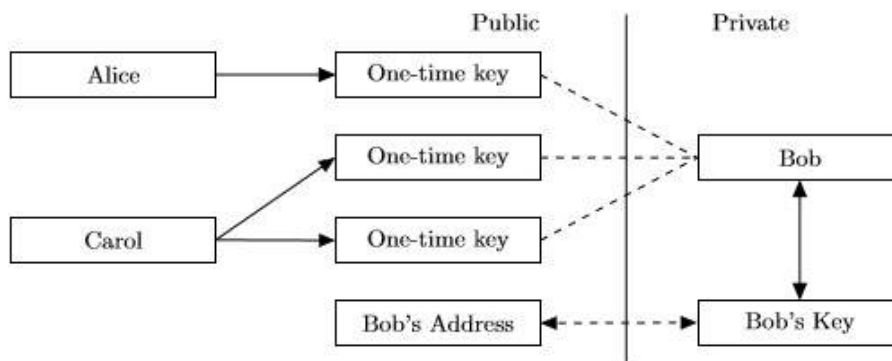 Public Private
Alice One-time key
One-time key Bob
Carol One-time key
Bob's Address Bob's Key